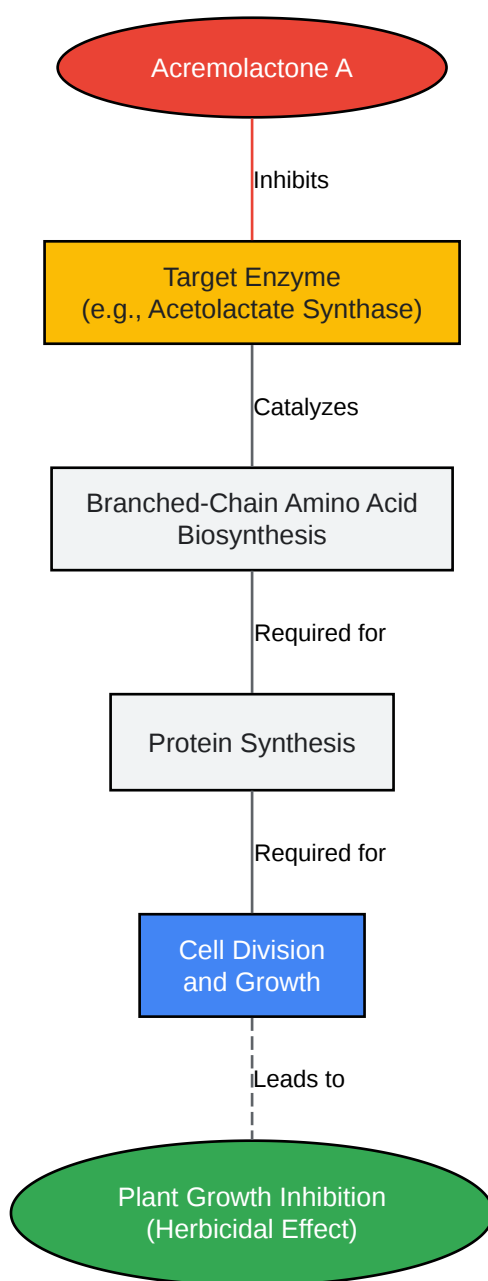 Acremolactone A
Inhibits
Target Enzyme
(e.g., Acetolactate Synthase)
Catalyzes
Branched-Chain Amino Acid
Biosynthesis
Required for
Protein Synthesis
Required for
Cell Division
and Growth
Leads to
Plant Growth Inhibition
(Herbicidal Effect)